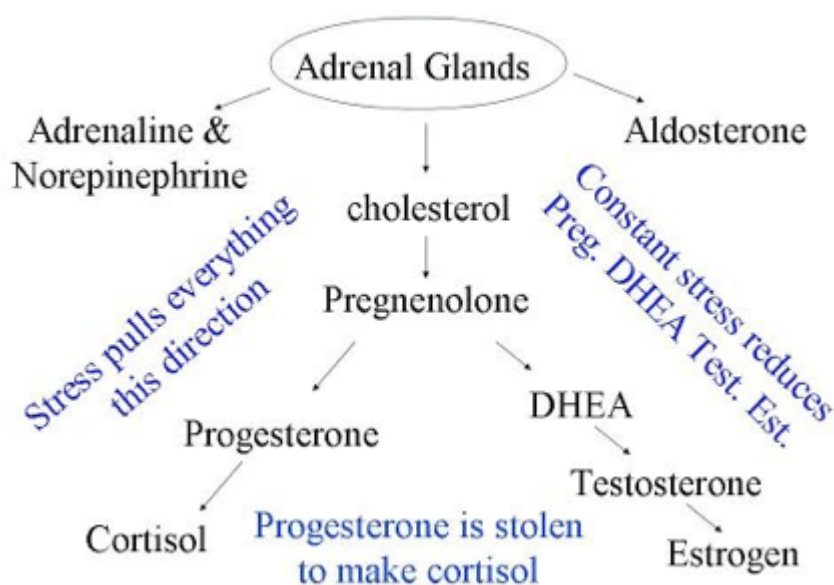 Adrenal Glands
Adrenaline &
Norepinephrine
Aldosterone
cholesterol
Pregnenolone
Stress pulls everything
this direction
Constant stress reduces
Preg. DHEA Test. Est.
Progesterone
DHEA
Testosterone
Cortisol
Progesterone is stolen
to make cortisol
Estrogen